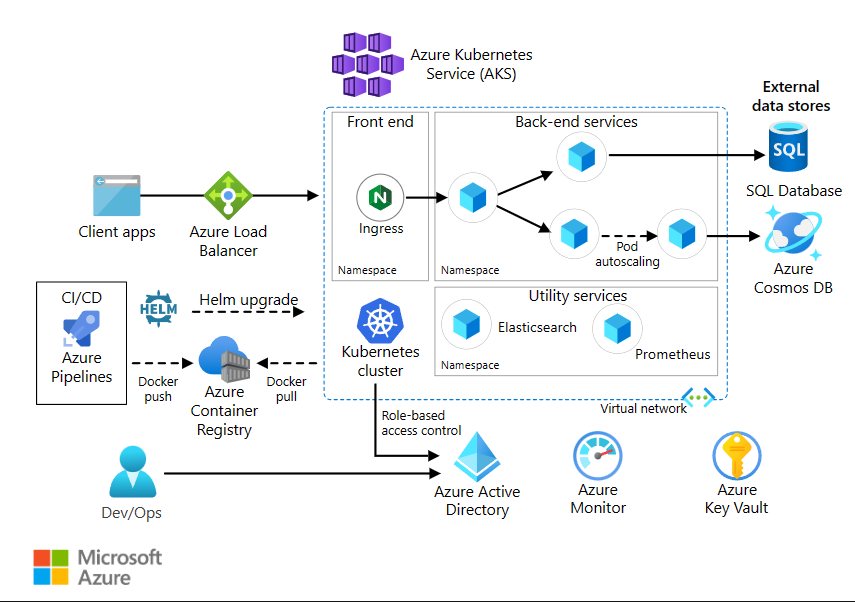 Azure Kubernetes
Service (AKS)
External
data stores
Front end
Back-end services
SQL
SQL Database
Client apps
Azure Load
Balancer
N
Ingress
Pod
autoscaling
Namespace
Namespace
Azure
Cosmos DB
CI/CD
Azure
Pipelines
HELM
Helm upgrade
Kubernetes
cluster
Utility services
Elasticsearch
Prometheus
Namespace
Docker
push
Azure
Container
Registry
Docker
pull
Virtual network
Role-based
access control
Dev/Ops
Azure Active
Directory
Azure
Monitor
Azure
Key Vault
Microsoft
Azure